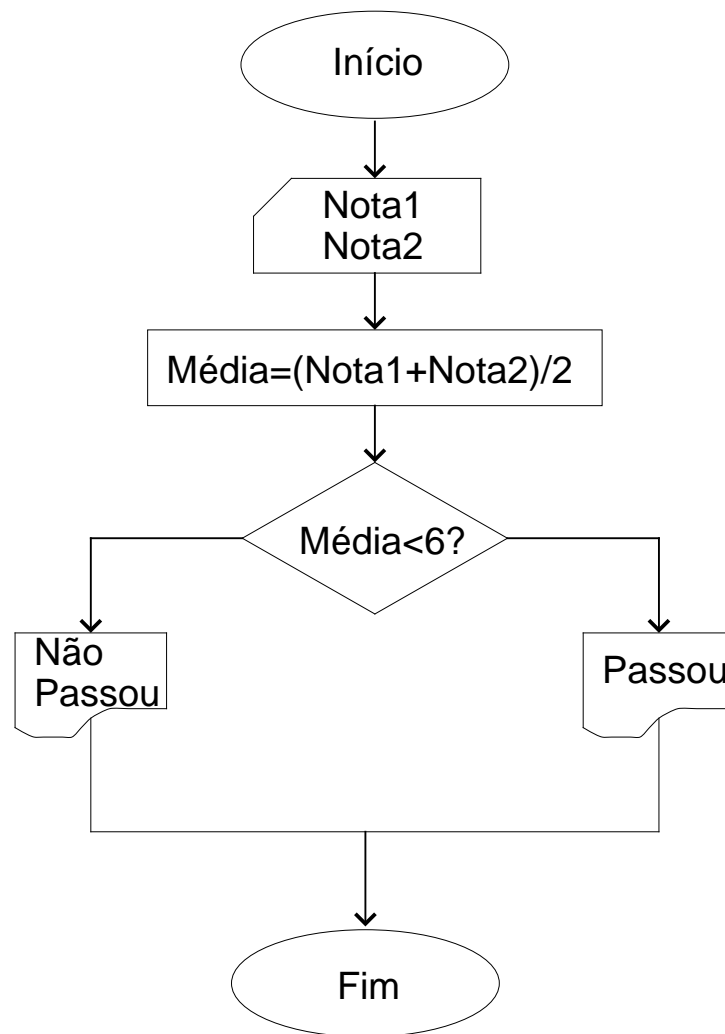 Início
Nota1
Nota2
Média=(Nota1+Nota2)/2
Média<6?
Não
Passou
Passou
Fim